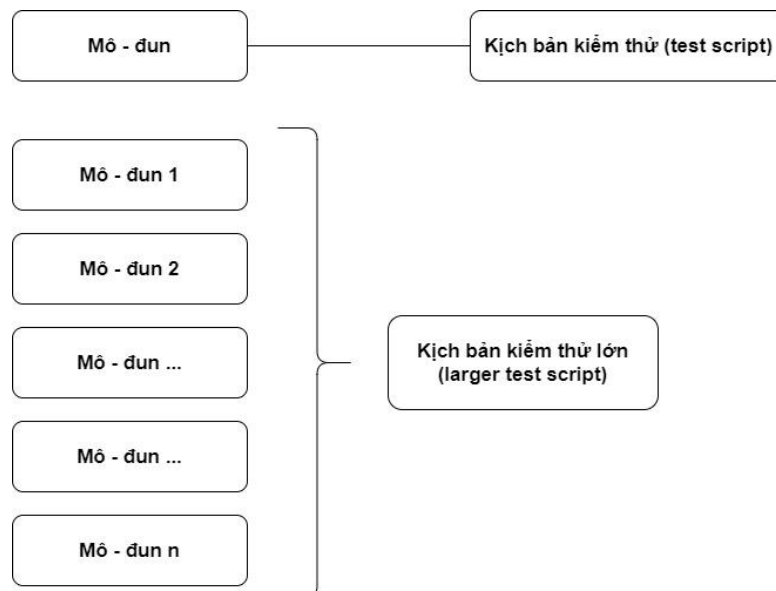 Mô - đun
Kịch bản kiểm thử (test script)
Mô - đun 1
Mô - đun 2
Mô - đun ...
Mô - đun ...
Mô - đun n
Kịch bản kiểm thử lớn
(larger test script)